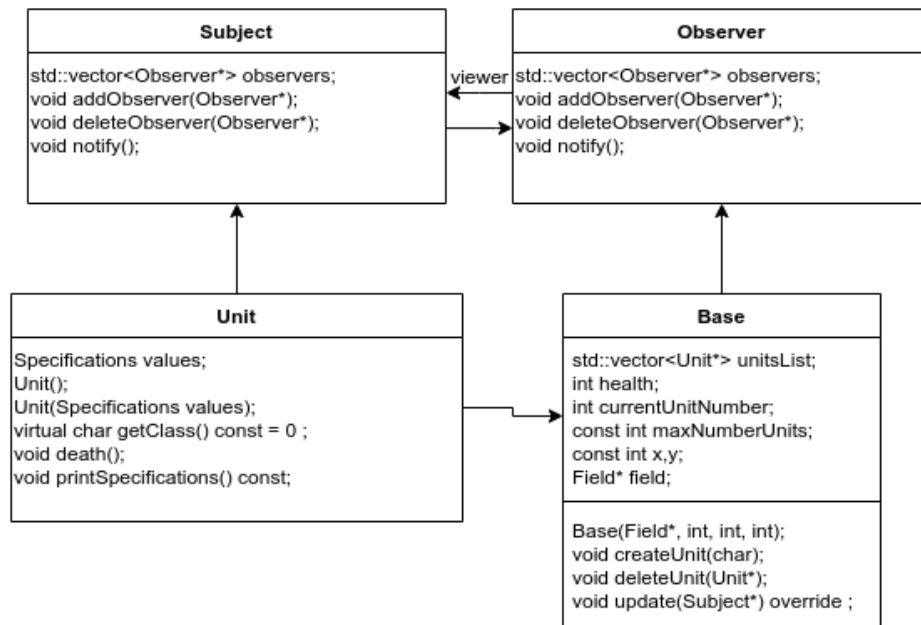 Subject
std::vector<Observer*> observers;
void addObserver(Observer*);
void deleteObserver(Observer*);
void notify();
viewer
Observer
std::vector<Observer*> observers;
void addObserver(Observer*);
void deleteObserver(Observer*);
void notify();
Unit
Specifications values;
Unit();
Unit(Specifications values);
virtual char getClass() const = 0 ;
void death();
void printSpecifications() const;
Base
std::vector<Unit*> unitsList;
int health;
int currentUnitNumber;
const int maxNumberUnits;
const int x,y;
Field* field;
Base(Field*, int, int, int);
void createUnit(char);
void deleteUnit(Unit*);
void update(Subject*) override ;